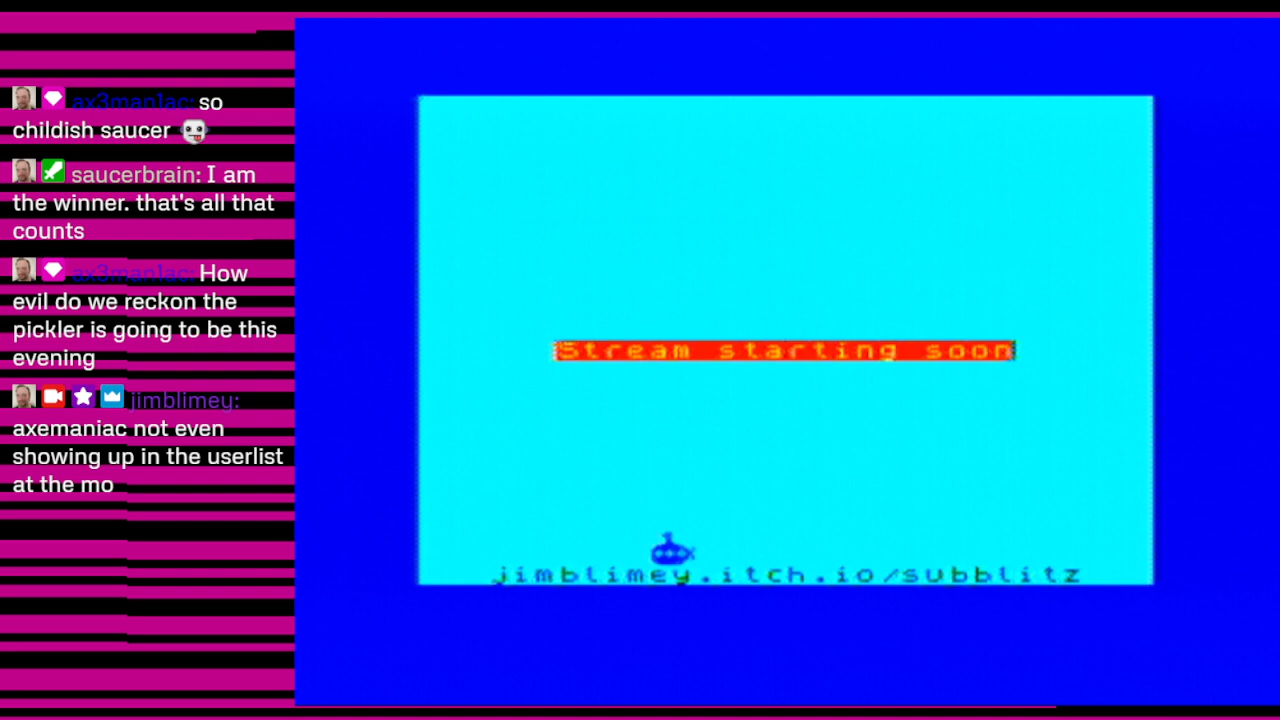 ax3man1ac: so
childish saucer
saucerbrain: I am
the winner. that's all that
counts
ax3man1ac: How
evil do we reckon the
pickler is going to be this
evening
jimblimey:
axemaniac not even
showing up in the userlist
at the mo
Stream starting soon
jimblimey.itch.io/subblitz